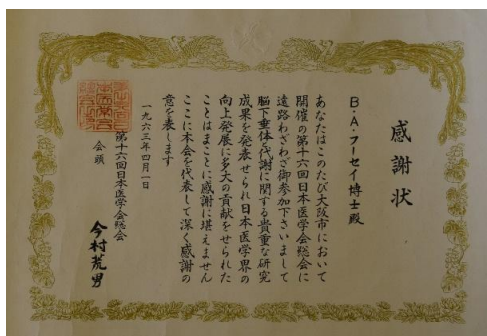 感謝状
B・A・フーセイ博士殿
あなたはこのたび大阪市において
開催の第十六回日本医学会総会に
遠路わざわざ御参加下さいまして
脳下垂体と代謝に関する貴重な研究
成果を発表せられ日本医学界の
向上発展に多大の貢献をせられた
ことはまことに感謝に堪えません
ここに本会を代表して深く感謝の
意を表します
一九六三年四月一日
第十六回日本医学会総会
会頭
今村荒男